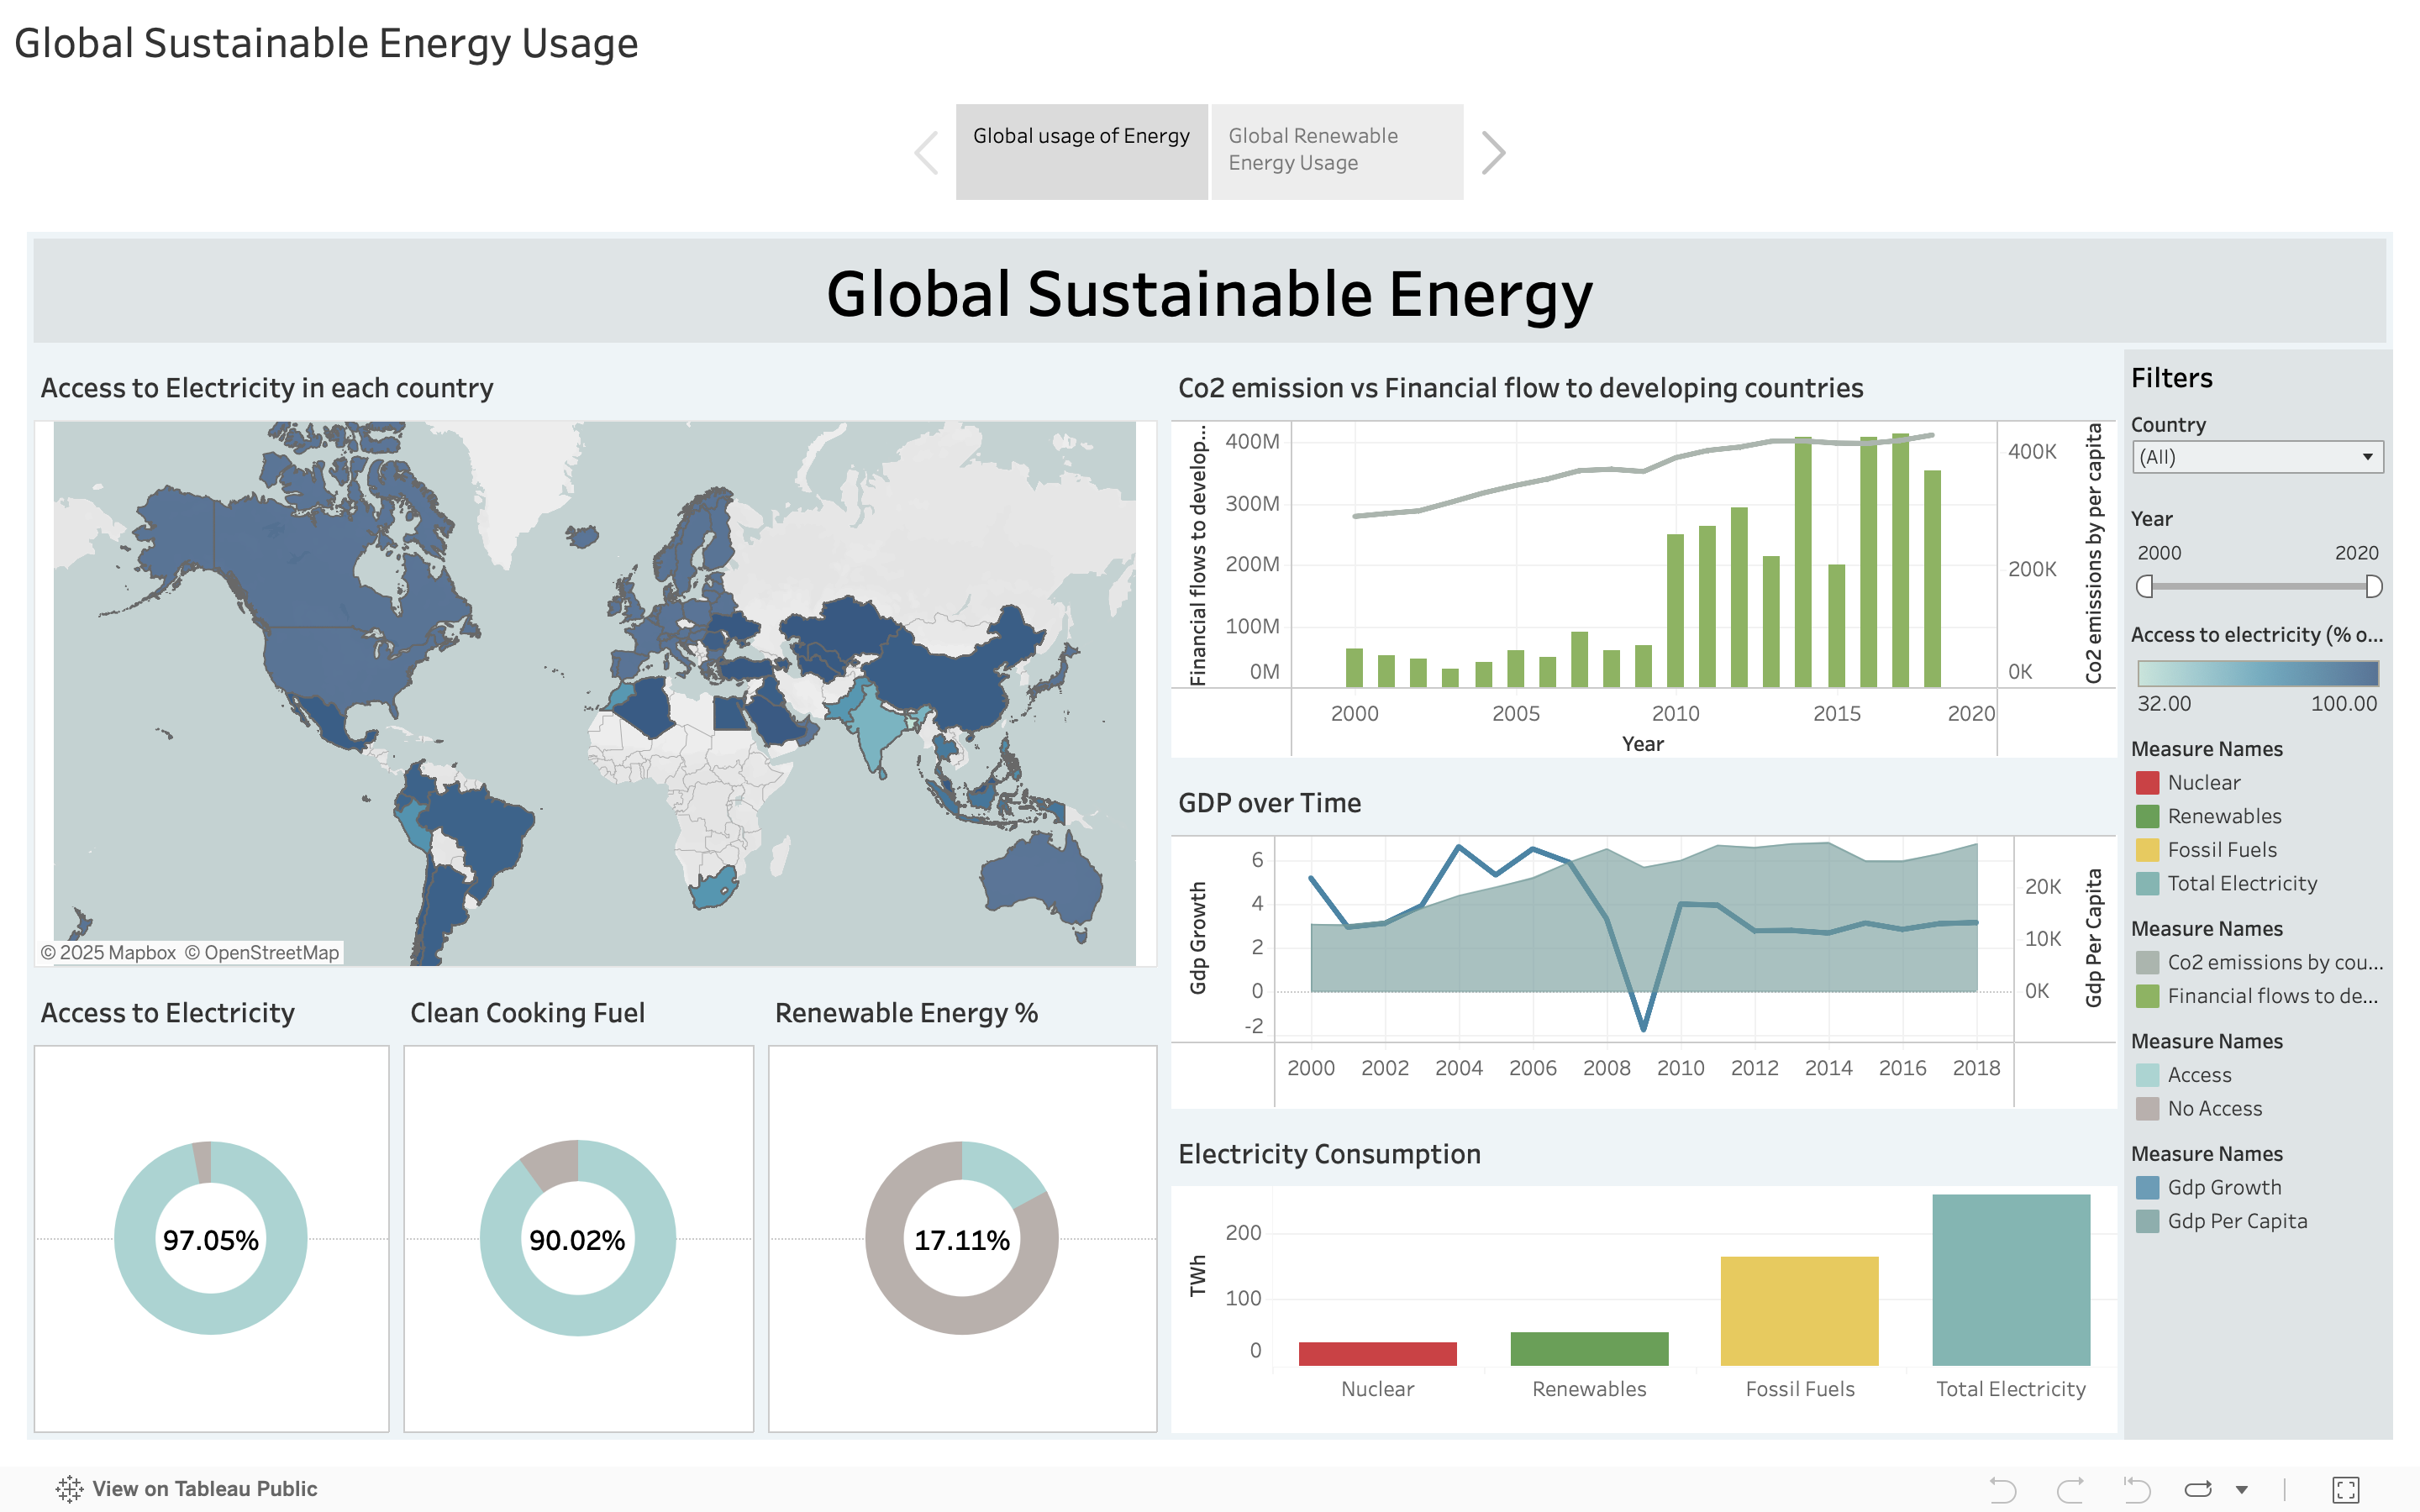 Global Sustainable Energy Usage
Global usage of Energy
Global Renewable
Energy Usage
Global Sustainable Energy
Access to Electricity in each country
© 2025 Mapbox © OpenStreetMap
Access to Electricity
97.05%
Clean Cooking Fuel
90.02%
Renewable Energy %
17.11%
Co2 emission vs Financial flow to developing countries
Financial flows to develop...
400M
300M
200M
100M
0M
400K
200K
0K
Co2 emissions by per capita
2000
2005
2010
2015
2020
Year
GDP over Time
Gdp Growth
6
4
2
0
-2
20K
10K
0K
Gdp Per Capita
2000
2002
2004
2006
2008
2010
2012
2014
2016
2018
Electricity Consumption
TWh
200
100
0
Nuclear
Renewables
Fossil Fuels
Total Electricity
Filters
Country
(All)
Year
2000
2020
Access to electricity (% o...
32.00
100.00
Measure Names
Nuclear
Renewables
Fossil Fuels
Total Electricity
Measure Names
Co2 emissions by cou...
Financial flows to de...
Measure Names
Access
No Access
Measure Names
Gdp Growth
Gdp Per Capita
View on Tableau Public